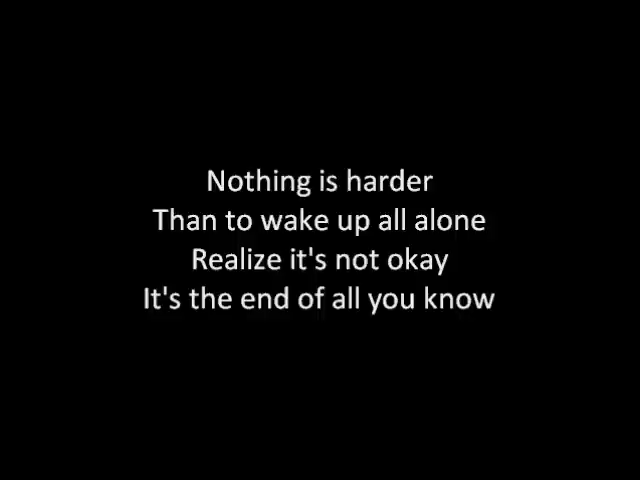 Nothing is harder
Than to wake up all alone
Realize it's not okay
It's the end of all you know